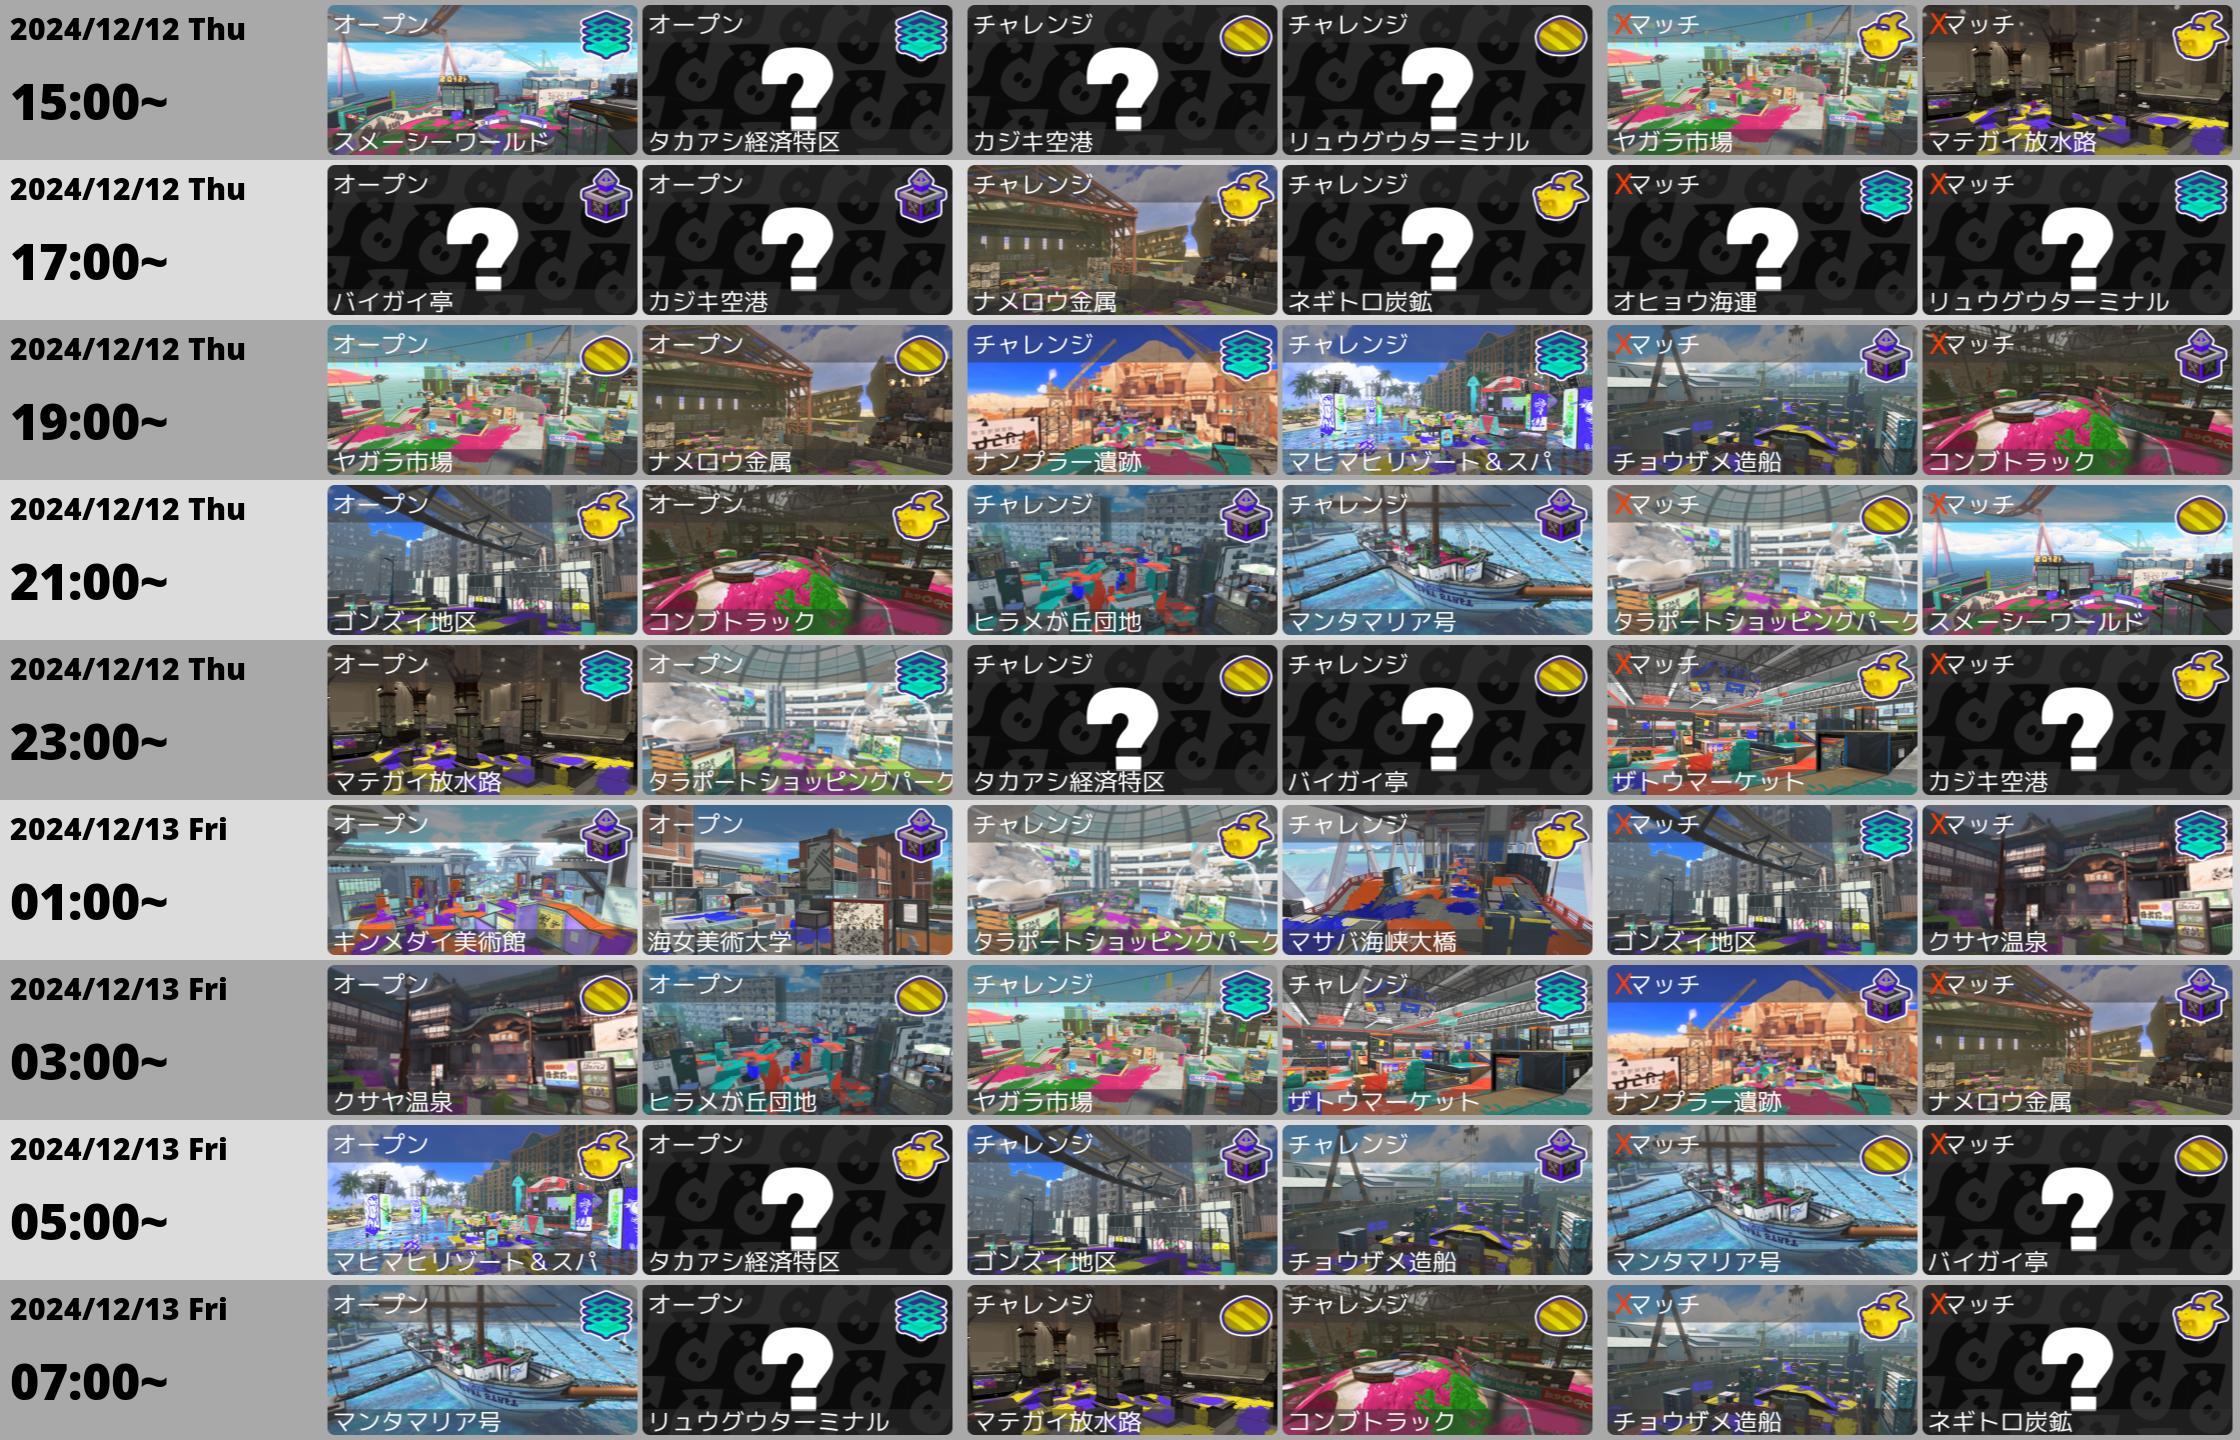 2024/12/12 Thu
15:00~
オープン
スメーシーワールド
オープン
タカアシ経済特区
チャレンジ
カジキ空港
チャレンジ
リュウグウターミナル
Xマッチ
ヤガラ市場
Xマッチ
マテガイ放水路
2024/12/12 Thu
17:00~
オープン
バイガイ亭
オープン
カジキ空港
チャレンジ
ナメロウ金属
チャレンジ
ネギトロ炭鉱
Xマッチ
オヒョウ海運
Xマッチ
リュウグウターミナル
2024/12/12 Thu
19:00~
オープン
ヤガラ市場
オープン
ナメロウ金属
チャレンジ
ナンプラー遺跡
チャレンジ
マヒマヒリゾート＆スパ
Xマッチ
チョウザメ造船
Xマッチ
コンブトラック
2024/12/12 Thu
21:00~
オープン
ゴンズイ地区
オープン
コンブトラック
チャレンジ
ヒラメが丘団地
チャレンジ
マンタマリア号
Xマッチ
タラポートショッピングパーク
Xマッチ
スメーシーワールド
2024/12/12 Thu
23:00~
オープン
マテガイ放水路
オープン
タラポートショッピングパーク
チャレンジ
タカアシ経済特区
チャレンジ
バイガイ亭
Xマッチ
ザトウマーケット
Xマッチ
カジキ空港
2024/12/13 Fri
01:00~
オープン
キンメダイ美術館
オープン
海女美術大学
チャレンジ
タラポートショッピングパーク
チャレンジ
マサバ海峡大橋
Xマッチ
ゴンズイ地区
Xマッチ
クサヤ温泉
2024/12/13 Fri
03:00~
オープン
クサヤ温泉
オープン
ヒラメが丘団地
チャレンジ
ヤガラ市場
チャレンジ
ザトウマーケット
Xマッチ
ナンプラー遺跡
Xマッチ
ナメロウ金属
2024/12/13 Fri
05:00~
オープン
マヒマヒリゾート＆スパ
オープン
タカアシ経済特区
チャレンジ
ゴンズイ地区
チャレンジ
チョウザメ造船
Xマッチ
マンタマリア号
Xマッチ
バイガイ亭
2024/12/13 Fri
07:00~
オープン
マンタマリア号
オープン
リュウグウターミナル
チャレンジ
マテガイ放水路
チャレンジ
コンブトラック
Xマッチ
チョウザメ造船
Xマッチ
ネギトロ炭鉱